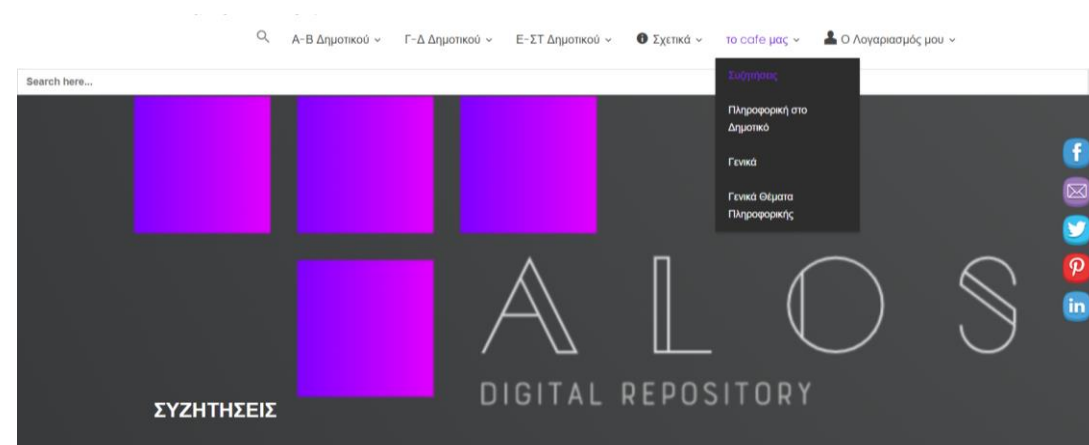 Α-Β Δημοτικού Γ-Δ Δημοτικού Ε-ΣΤ Δημοτικού Σχετικά το cafe μας Ο Λογαριασμός μου
Search here...
Συζητήσεις
Πληροφορική στο
Δημοτικό
Γενικά
Γενικά Θέματα
Πληροφορικής
ALOS
DIGITAL REPOSITORY
ΣΥΖΗΤΗΣΕΙΣ